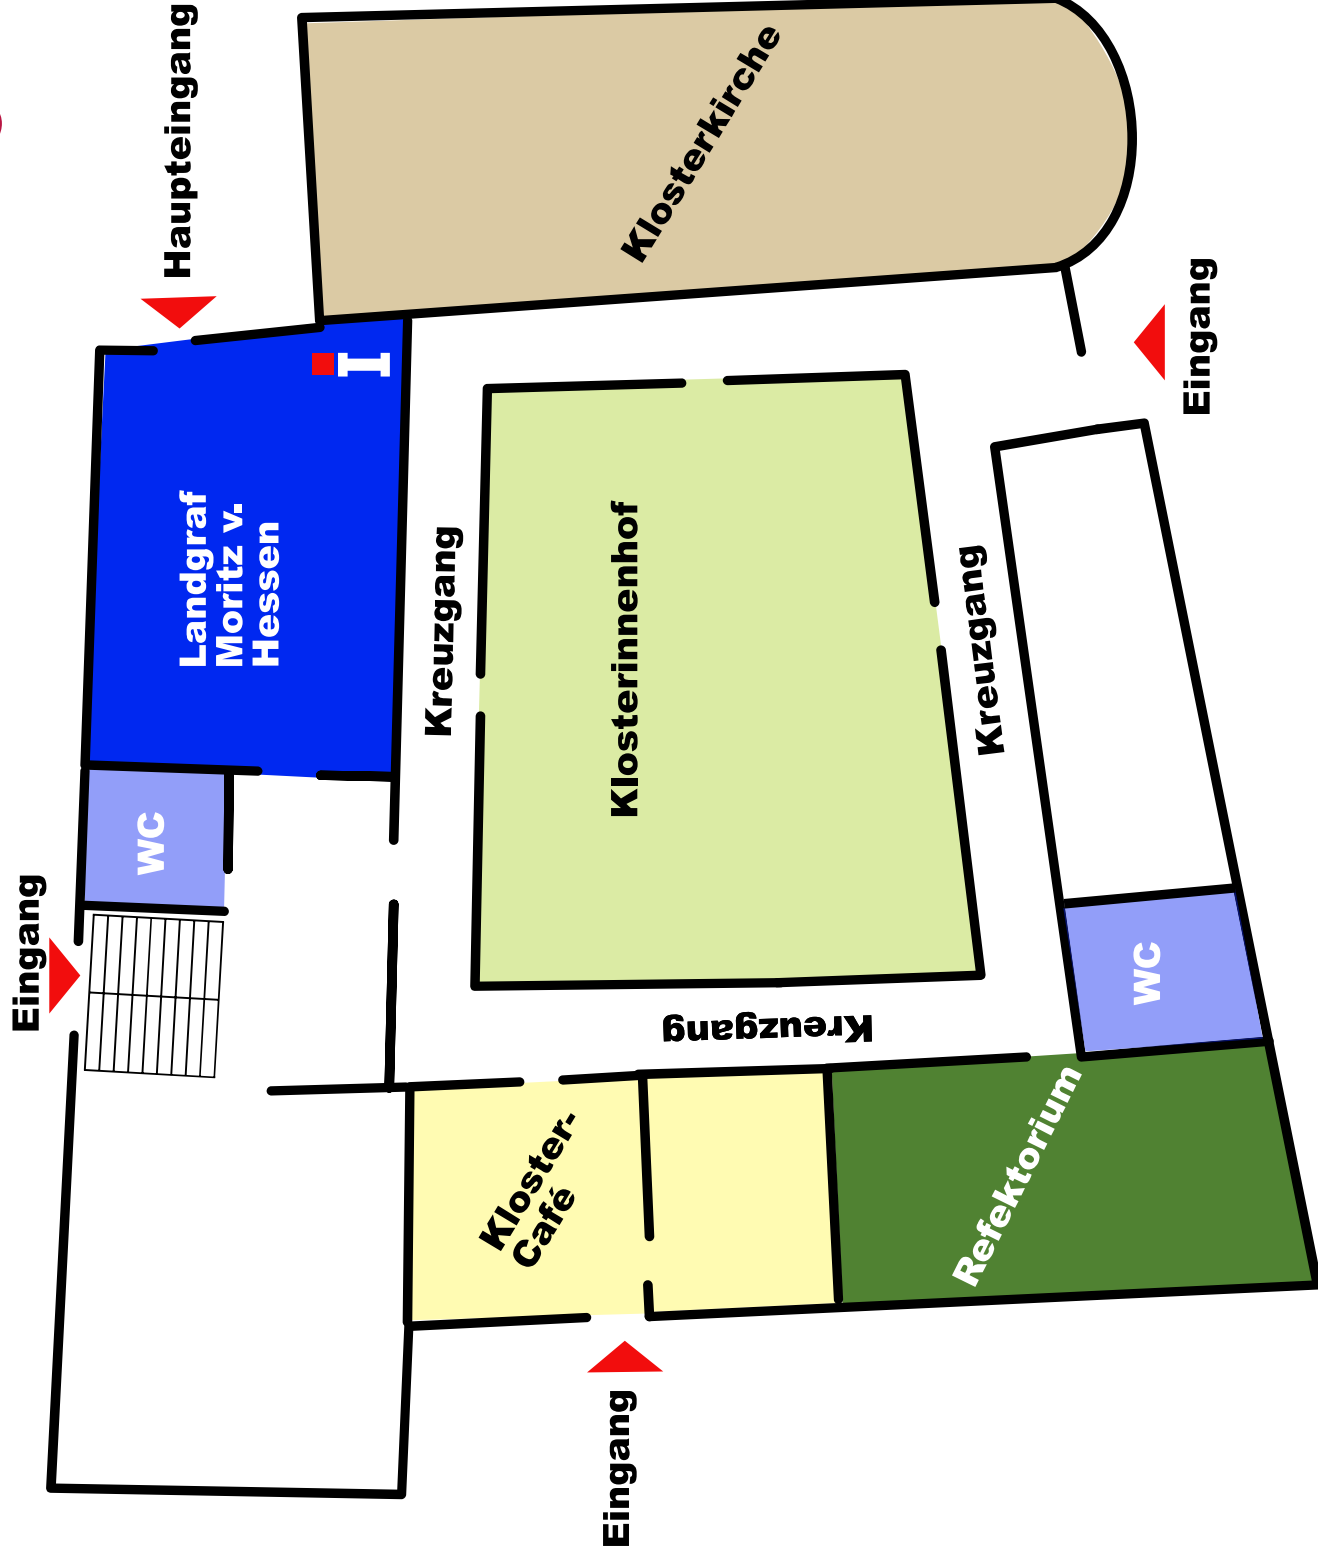 Haupteingang
Klosterkirche
Eingang
i
Landgraf
Moritz v.
Hessen
Kreuzgang
Klosterinnenhof
Kreuzgang
WC
Eingang
WC
Kreuzgang
Kloster-
Café
Refektorium
Eingang